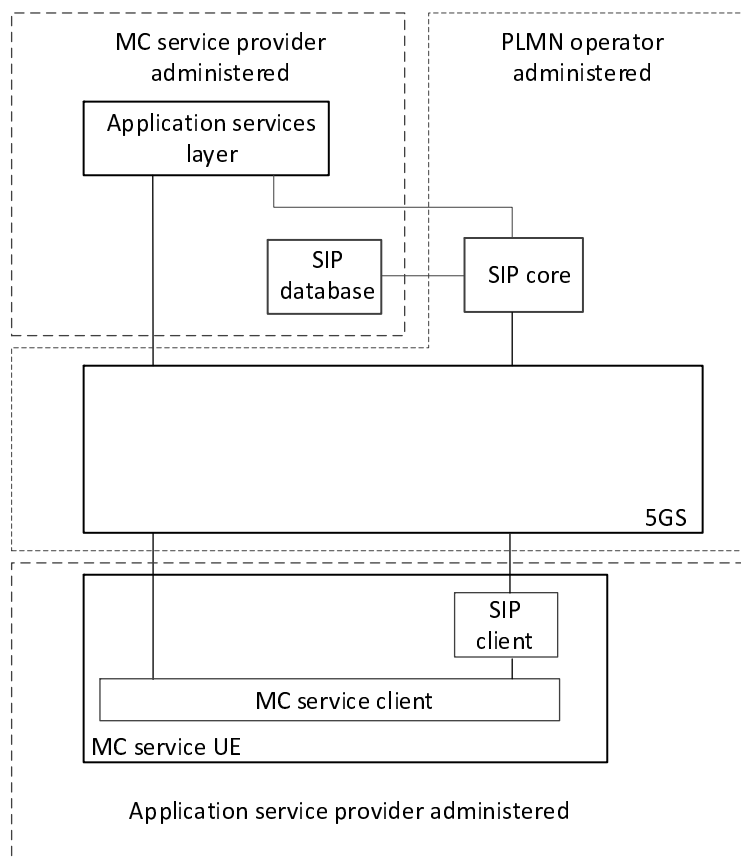 MC service provider
administered
PLMN operator
administered
Application services
layer
SIP
database
SIP core
5GS
SIP
client
MC service client
MC service UE
Application service provider administered